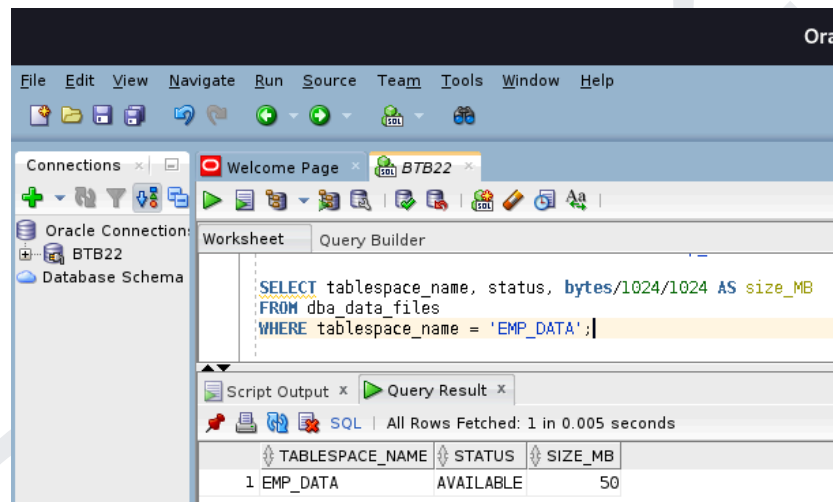 Ora
File Edit View Navigate Run Source Team Tools Window Help
Connections
Welcome Page
BTB22
Oracle Connection
Worksheet Query Builder
BTB22
Database Schema
SELECT tablespace_name, status, bytes/1024/1024 AS size_MB
FROM dba_data_files
WHERE tablespace_name = 'EMP_DATA';
Script Output Query Result
SQL | All Rows Fetched: 1 in 0.005 seconds
TABLESPACE_NAME STATUS SIZE_MB
1 EMP_DATA AVAILABLE 50